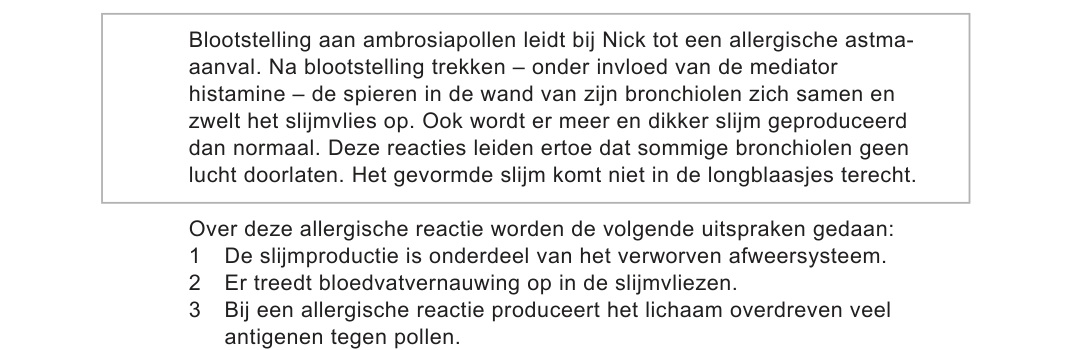 Blootstelling aan ambrosiapollen leidt bij Nick tot een allergische astma-
aanval. Na blootstelling trekken – onder invloed van de mediator
histamine – de spieren in de wand van zijn bronchiolen zich samen en
zwelt het slijmvlies op. Ook wordt er meer en dikker slijm geproduceerd
dan normaal. Deze reacties leiden ertoe dat sommige bronchiolen geen
lucht doorlaten. Het gevormde slijm komt niet in de longblaasjes terecht.
Over deze allergische reactie worden de volgende uitspraken gedaan:
1 De slijmproductie is onderdeel van het verworven afweersysteem.
2 Er treedt bloedvatvernauwing op in de slijmvliezen.
3 Bij een allergische reactie produceert het lichaam overdreven veel
antigenen tegen pollen.